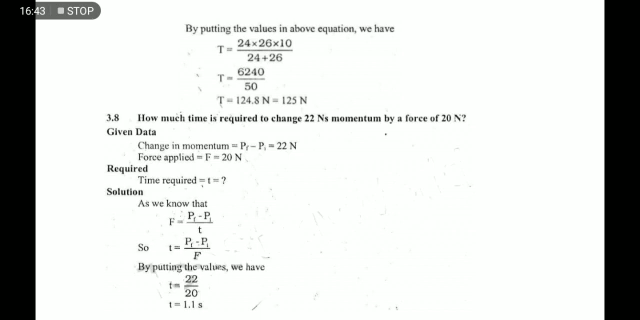 16:43 STOP
By putting the values in above equation, we have
T = 24×26×10
24+26
T = 6240
50
T = 124.8 N = 125 N
3.8 How much time is required to change 22 Ns momentum by a force of 20 N?
Given Data
Change in momentum = Pf – Pi = 22 N
Force applied = F = 20 N
Required
Time required = t = ?
Solution
As we know that
F = Pf - Pi
t
So t = Pf - Pi
F
By putting the values, we have
t = 22
20
t = 1.1 s